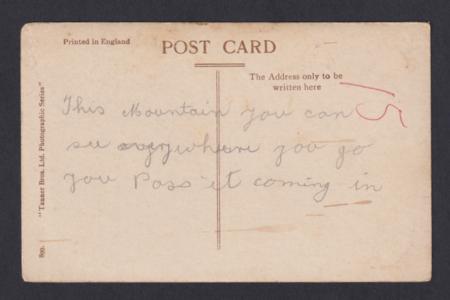 Printed in England
POST CARD
The Address only to be
written here
"Tanner Bros. Ltd. Photographic Series"
This Mountain you can
see everywhere you go
you Pass it coming in